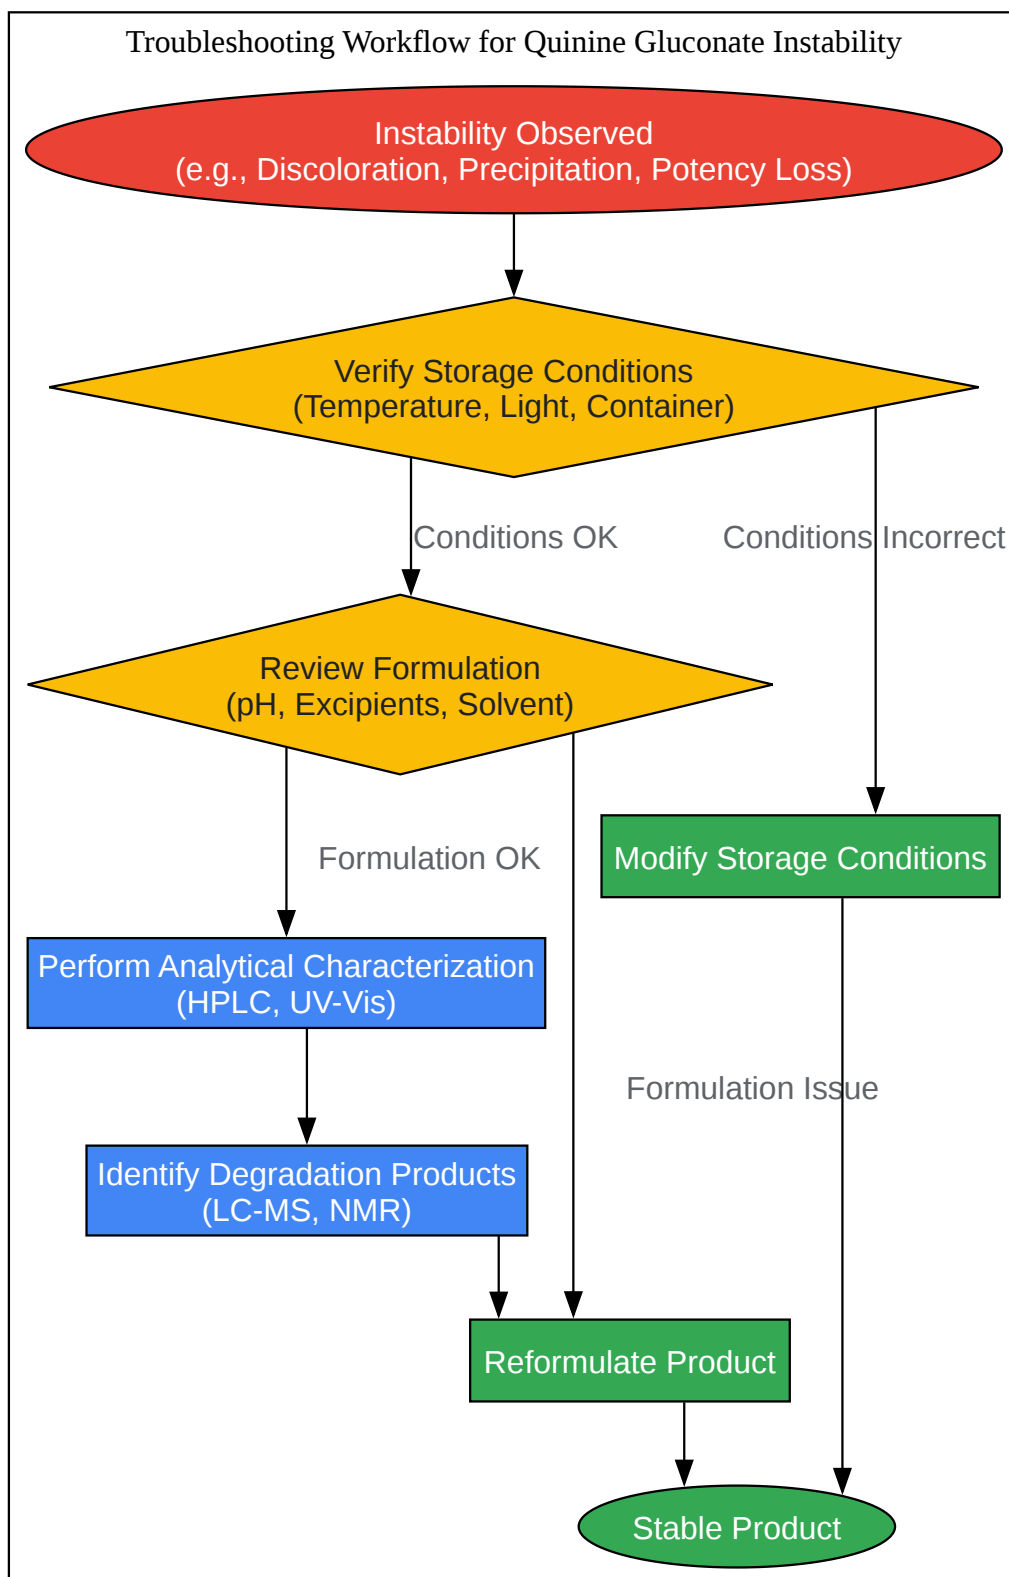 Troubleshooting Workflow for Quinine Gluconate Instability
Instability Observed
(e.g., Discoloration, Precipitation, Potency Loss)
Verify Storage Conditions
(Temperature, Light, Container)
Conditions OK
Conditions Incorrect
Review Formulation
(pH, Excipients, Solvent)
Formulation OK
Modify Storage Conditions
Perform Analytical Characterization
(HPLC, UV-Vis)
Formulation Issue
Identify Degradation Products
(LC-MS, NMR)
Reformulate Product
Stable Product